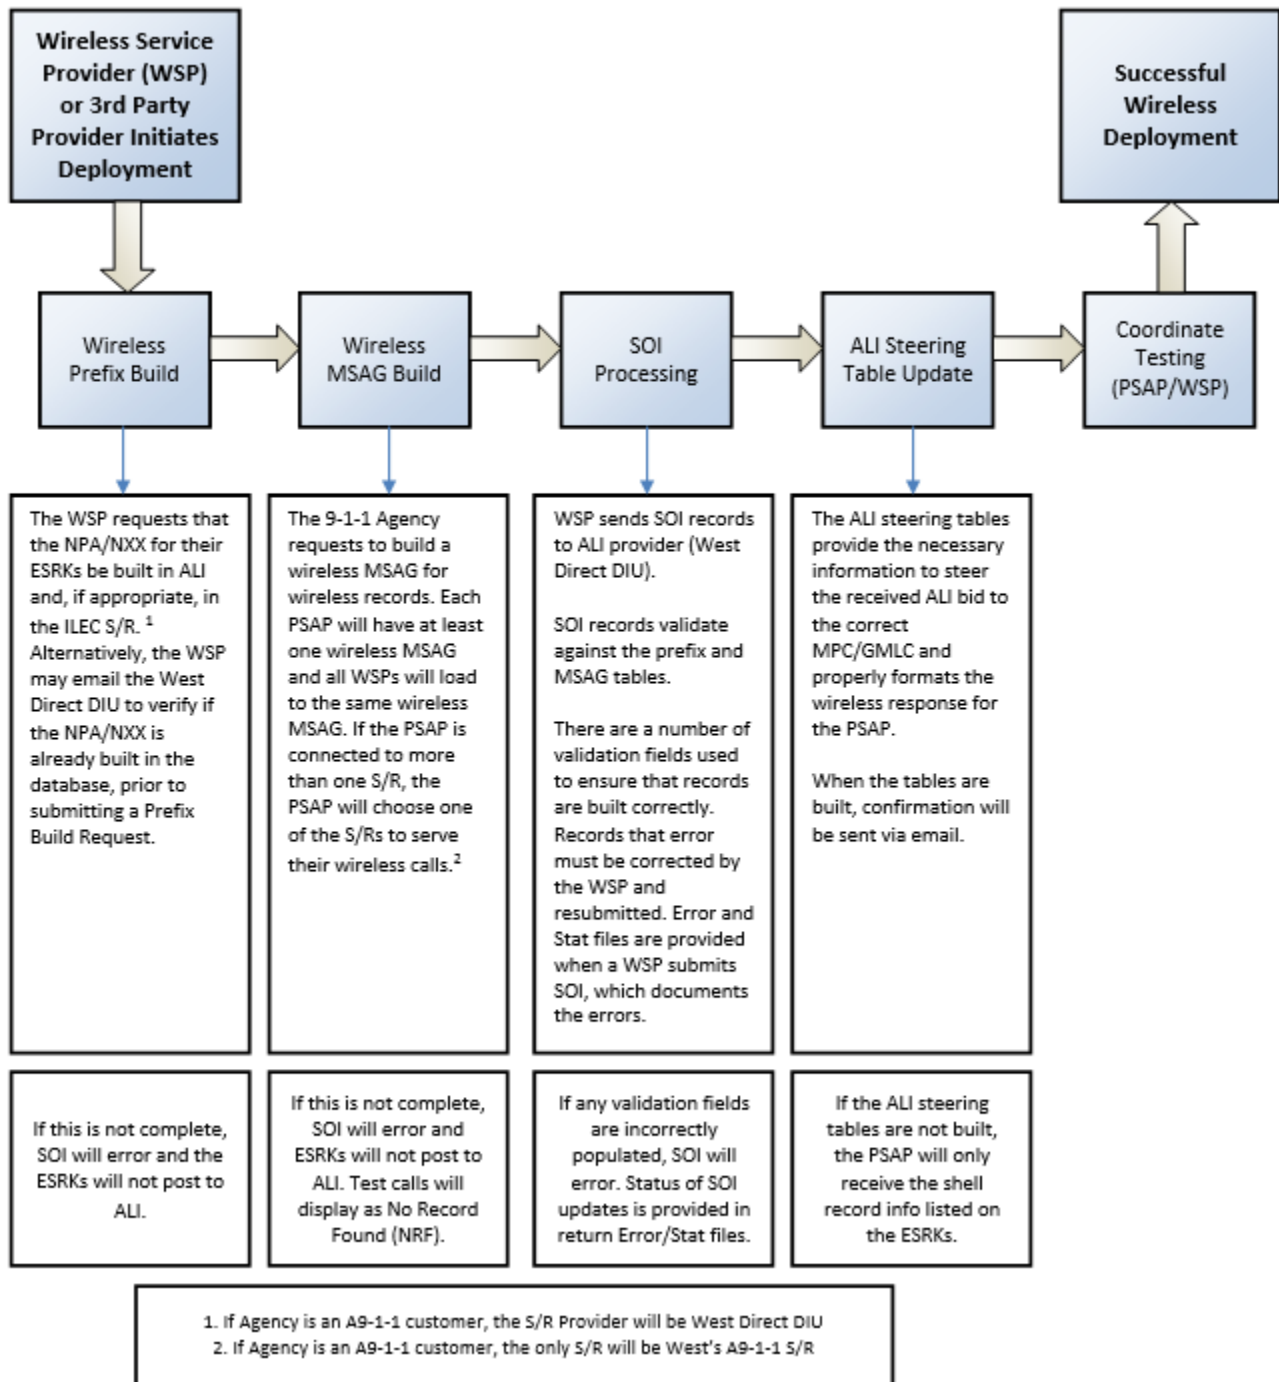 Wireless Service
Provider (WSP)
or 3rd Party
Provider Initiates
Deployment
Successful
Wireless
Deployment
Wireless
Prefix Build
Wireless
MSAG Build
SOI
Processing
ALI Steering
Table Update
Coordinate
Testing
(PSAP/WSP)
The WSP requests that
the NPA/NXX for their
ESRKs be built in ALI
and, if appropriate, in
the ILEC S/R. 1
Alternatively, the WSP
may email the West
Direct DIU to verify if
the NPA/NXX is
already built in the
database, prior to
submitting a Prefix
Build Request.
The 9-1-1 Agency
requests to build a
wireless MSAG for
wireless records. Each
PSAP will have at least
one wireless MSAG
and all WSPs will load
to the same wireless
MSAG. If the PSAP is
connected to more
than one S/R, the
PSAP will choose one
of the S/Rs to serve
their wireless calls.2
WSP sends SOI records
to ALI provider (West
Direct DIU).
SOI records validate
against the prefix and
MSAG tables.
There are a number of
validation fields used
to ensure that records
are built correctly.
Records that error
must be corrected by
the WSP and
resubmitted. Error and
Stat files are provided
when a WSP submits
SOI, which documents
the errors.
The ALI steering tables
provide the necessary
information to steer
the received ALI bid to
the correct
MPC/GMLC and
properly formats the
wireless response for
the PSAP.
When the tables are
built, confirmation will
be sent via email.
If this is not complete,
SOI will error and the
ESRKs will not post to
ALI.
If this is not complete,
SOI will error and
ESRKs will not post to
ALI. Test calls will
display as No Record
Found (NRF).
If any validation fields
are incorrectly
populated, SOI will
error. Status of SOI
updates is provided in
return Error/Stat files.
If the ALI steering
tables are not built,
the PSAP will only
receive the shell
record info listed on
the ESRKs.
1. If Agency is an A9-1-1 customer, the S/R Provider will be West Direct DIU
2. If Agency is an A9-1-1 customer, the only S/R will be West's A9-1-1 S/R